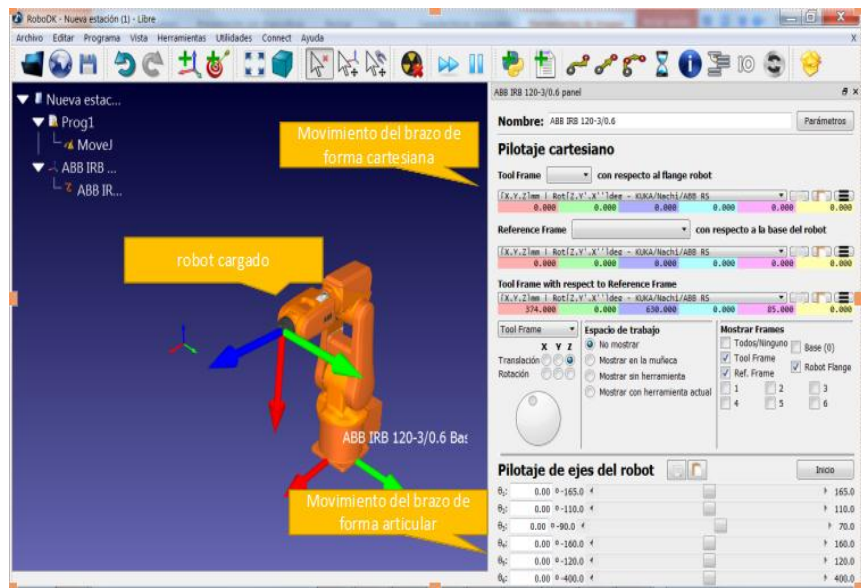 RoboDK - Nueva estación (1) - Libre
Archivo Editar Programa Vista Herramientas Utilidades Connect Ayuda
Nueva estac...
Prog1
MoveJ
ABB IRB ...
ABB IR...
Movimiento del brazo de
forma cartesiana
robot cargado
ABB IRB 120-3/0.6 Bas
Movimiento del brazo de
forma articular
ABB IRB 120-3/0.6 panel
Nombre: ABB IRB 120-3/0.6 Parámetros
Pilotaje cartesiano
Tool Frame con respecto al flange robot
[X,Y,Z]mm | Rot[Z,Y',X'']deg - KUKA/Nachi/ABB RS
0.000 0.000 0.000 0.000 0.000 0.000
Reference Frame con respecto a la base del robot
[X,Y,Z]mm | Rot[Z,Y',X'']deg - KUKA/Nachi/ABB RS
0.000 0.000 0.000 0.000 0.000 0.000
Tool Frame with respect to Reference Frame
[X,Y,Z]mm | Rot[Z,Y',X'']deg - KUKA/Nachi/ABB RS
374.000 0.000 630.000 0.000 0.000
Tool Frame Espacio de trabajo Mostrar Frames
X Y Z No mostrar Todos/Ninguno Base (0)
Translación Mostrar en la muñeca Tool Frame Robot Flange
Rotación Mostrar sin herramienta Ref. Frame
Mostrar con herramienta actual 1 2 3
4 5 6
Pilotaje de ejes del robot Inicio
θ₁: 0.00 º -165.0 165.0
θ₂: 0.00 º -110.0 110.0
θ₃: 0.00 º -90.0 70.0
θ₄: 0.00 º -160.0 160.0
θ₅: 0.00 º -120.0 120.0
θ₆: 0.00 º -400.0 400.0